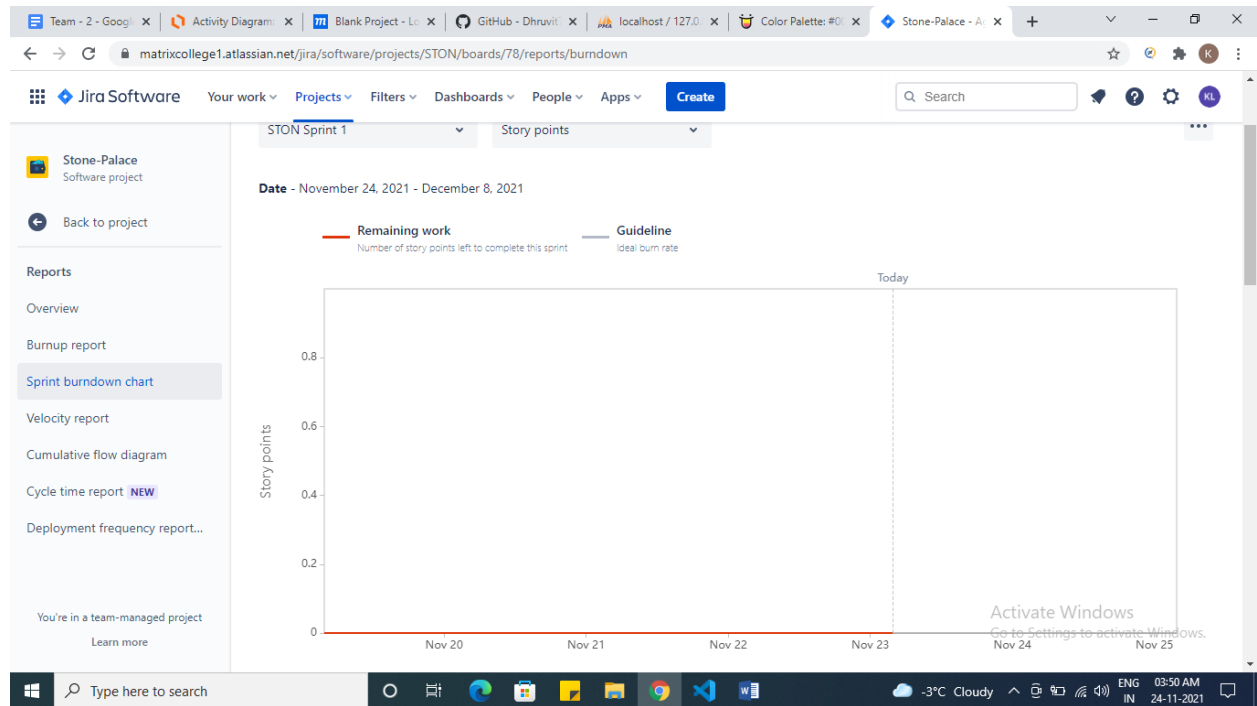 Team - 2 - Googl
Activity Diagram:
Blank Project - Lo
GitHub - Dhruvit
localhost / 127.0.
Color Palette: #0
Stone-Palace - A
matrixcollege1.atlassian.net/jira/software/projects/STON/boards/78/reports/burndown
K
Jira Software
Your work
Projects
Filters
Dashboards
People
Apps
Create
Search
KL
STON Sprint 1
Story points
Stone-Palace
Software project
Back to project
Reports
Overview
Burnup report
Sprint burndown chart
Velocity report
Cumulative flow diagram
Cycle time report NEW
Deployment frequency report...
You're in a team-managed project
Learn more
Date - November 24, 2021 - December 8, 2021
Remaining work
Number of story points left to complete this sprint
Guideline
Ideal burn rate
Today
Story points
0.8
0.6
0.4
0.2
0
Nov 20
Nov 21
Nov 22
Nov 23
Nov 24
Nov 25
Activate Windows
Go to Settings to activate Windows.
Type here to search
-3°C Cloudy
ENG
IN
03:50 AM
24-11-2021